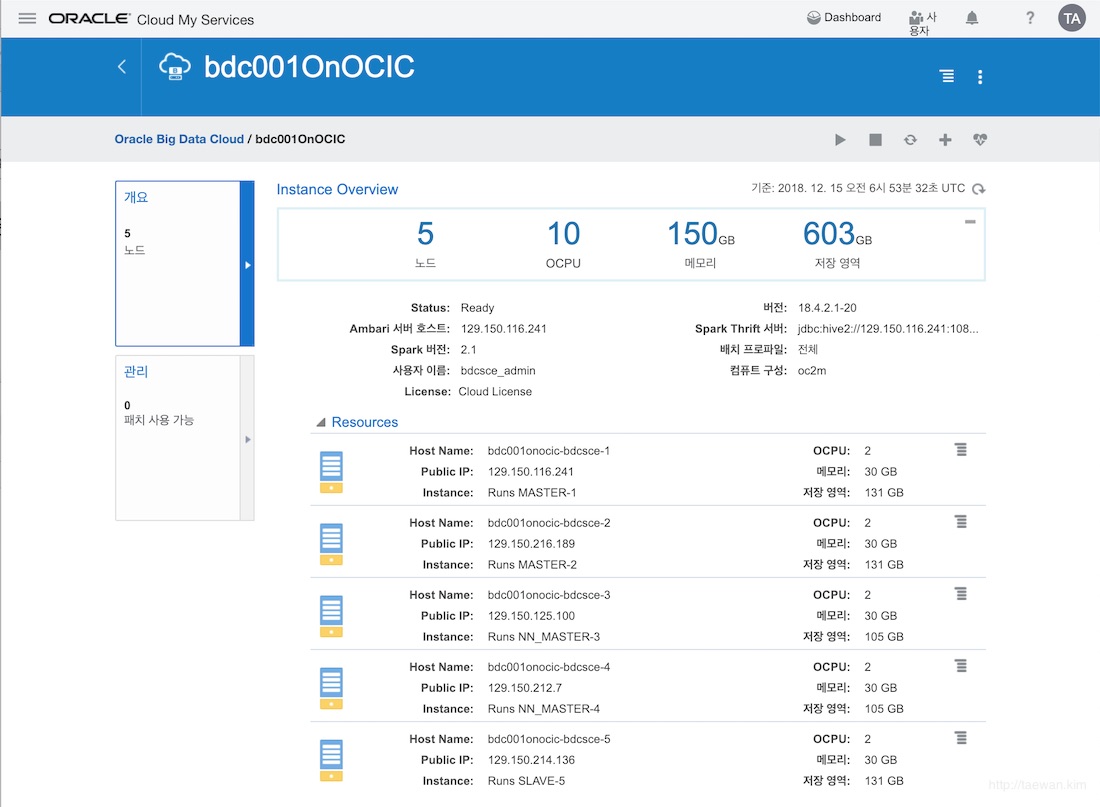 ORACLE® Cloud My Services
Dashboard
사
용자
?
TA
bdc001OnOCIC
Oracle Big Data Cloud / bdc001OnOCIC
개요
5
노드
관리
0
패치 사용 가능
Instance Overview
기준: 2018. 12. 15 오전 6시 53분 32초 UTC
5 10 150GB 603GB
노드 OCPU 메모리 저장 영역
Status: Ready 버전: 18.4.2.1-20
Ambari 서버 호스트: 129.150.116.241 Spark Thrift 서버: jdbc:hive2://129.150.116.241:108...
Spark 버전: 2.1 배치 프로파일: 전체
사용자 이름: bdcsce_admin 컴퓨트 구성: oc2m
License: Cloud License
Resources
Host Name: bdc001onocic-bdcsce-1 OCPU: 2
Public IP: 129.150.116.241 메모리: 30 GB
Instance: Runs MASTER-1 저장 영역: 131 GB
Host Name: bdc001onocic-bdcsce-2 OCPU: 2
Public IP: 129.150.216.189 메모리: 30 GB
Instance: Runs MASTER-2 저장 영역: 131 GB
Host Name: bdc001onocic-bdcsce-3 OCPU: 2
Public IP: 129.150.125.100 메모리: 30 GB
Instance: Runs NN_MASTER-3 저장 영역: 105 GB
Host Name: bdc001onocic-bdcsce-4 OCPU: 2
Public IP: 129.150.212.7 메모리: 30 GB
Instance: Runs NN_MASTER-4 저장 영역: 105 GB
Host Name: bdc001onocic-bdcsce-5 OCPU: 2
Public IP: 129.150.214.136 메모리: 30 GB
Instance: Runs SLAVE-5 저장 영역: 131 GB
http://taewan.kim